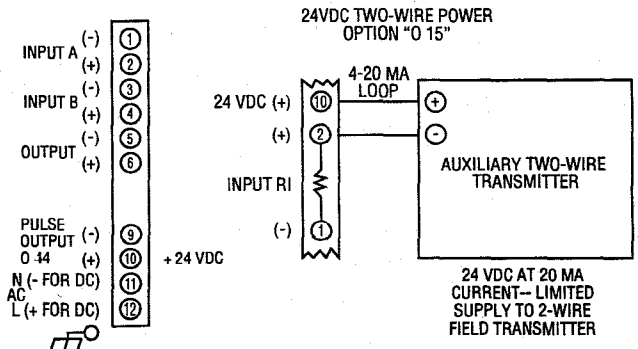 24VDC TWO-WIRE POWER
OPTION "O 15"
INPUT A
(-) 1
(+) 2
INPUT B
(-) 3
(+) 4
OUTPUT
(-) 5
(+) 6
PULSE
OUTPUT (-) 9
O 44 (+) 10 +24 VDC
N (- FOR DC) 11
AC
L (+ FOR DC) 12
4-20 MA
LOOP
24 VDC (+) 10
(+) 2
INPUT RI
(-) 1
+
-
AUXILIARY TWO-WIRE
TRANSMITTER
24 VDC AT 20 MA
CURRENT-- LIMITED
SUPPLY TO 2-WIRE
FIELD TRANSMITTER